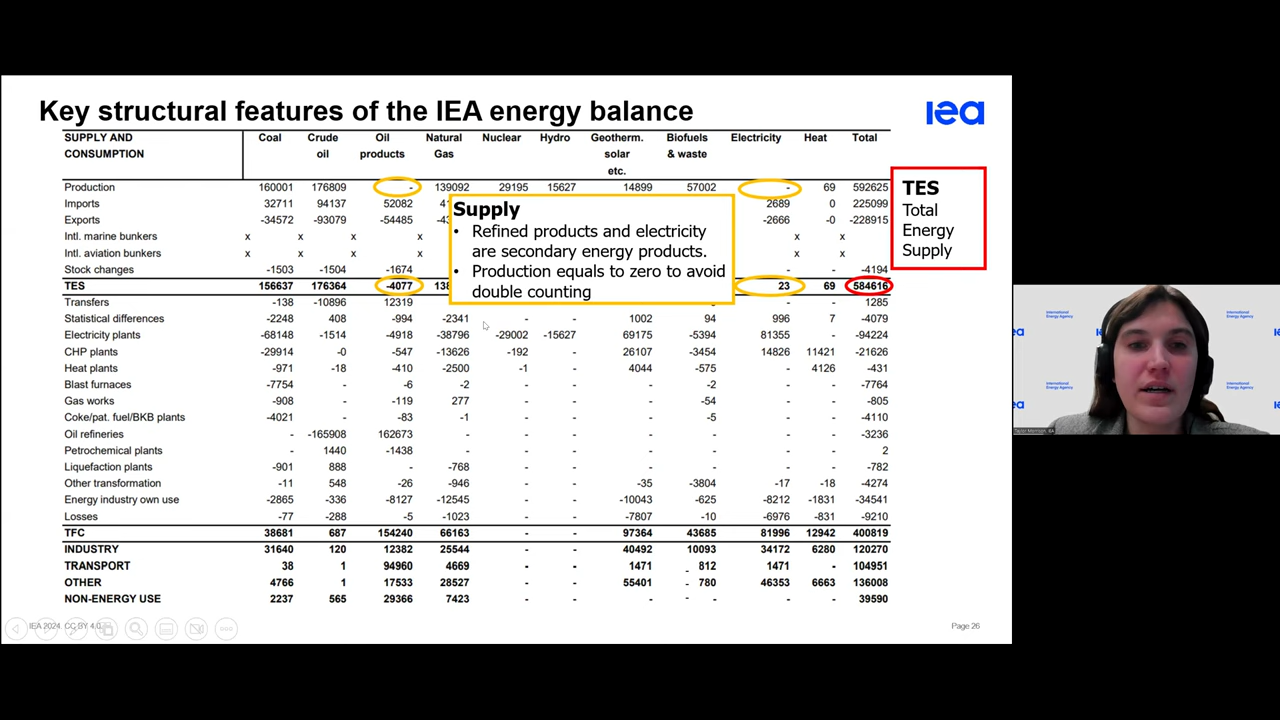 Key structural features of the IEA energy balance
iea
SUPPLY AND Coal Crude Oil Natural Nuclear Hydro Geotherm. Biofuels Electricity Heat Total
CONSUMPTION oil products Gas solar & waste
etc.
Production 160001 176809 - 139092 29195 15627 14899 57002 - 69 592625
Imports 32711 94137 52082 2689 0 225099
Exports -34572 -93079 -54485 -2666 -0 -228915
Intl. marine bunkers x x x x x x
Intl. aviation bunkers x x x x x x
Stock changes -1503 -1504 -1674 - - -4194
TES 156637 176364 -4077 23 69 584616
Transfers -138 -10896 12319 - - 1285
Statistical differences -2248 408 -994 -2341 - - 1002 94 996 7 -4079
Electricity plants -68148 -1514 -4918 -38796 -29002 -15627 69175 -5394 81355 - -94224
CHP plants -29914 -0 -547 -13626 -192 - 26107 -3454 14826 11421 -21626
Heat plants -971 -18 -410 -2500 -1 - 4044 -575 - 4126 -431
Blast furnaces -7754 - -6 -2 - - - -2 - - -7764
Gas works -908 - -119 277 - - - -54 - - -805
Coke/pat. fuel/BKB plants -4021 - -83 -1 - - - -5 - - -4110
Oil refineries - -165908 162673 - - - - - - - -3236
Petrochemical plants - 1440 -1438 - - - - - - - 2
Liquefaction plants -901 888 - -768 - - - - - - -782
Other transformation -11 548 -26 -946 - - -35 -3804 -17 -18 -4274
Energy industry own use -2865 -336 -8127 -12545 - - -10043 -625 -8212 -1831 -34541
Losses -77 -288 -5 -1023 - - -7807 -10 -6976 -831 -9210
TFC 38681 687 154240 66163 - - 97364 43685 81996 12942 400819
INDUSTRY 31640 120 12382 25544 - - 40492 10093 34172 6280 120270
TRANSPORT 38 1 94960 4669 - - 1471 - 812 1471 - 104951
OTHER 4766 1 17533 28527 - - 55401 - 780 46353 6663 136008
NON-ENERGY USE 2237 565 29366 7423 - - - - - - - 39590
Supply
• Refined products and electricity
are secondary energy products.
• Production equals to zero to avoid
double counting
TES
Total
Energy
Supply
IEA 2024. CC BY 4.0.
Page 26
International
Energy Agency
International
Energy Agency
International
Energy Agency
International
Energy Agency